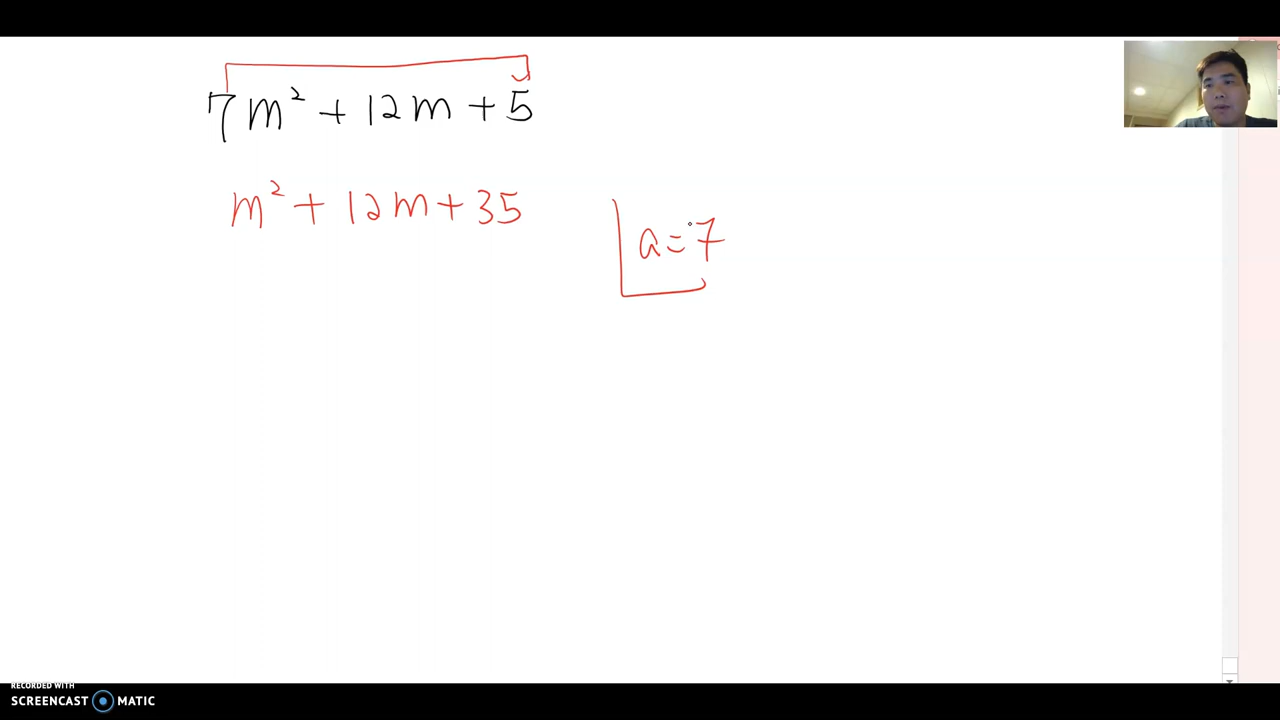 7m² + 12m + 5
m² + 12m + 35
a = 7
RECORDED WITH
SCREENCAST MATIC